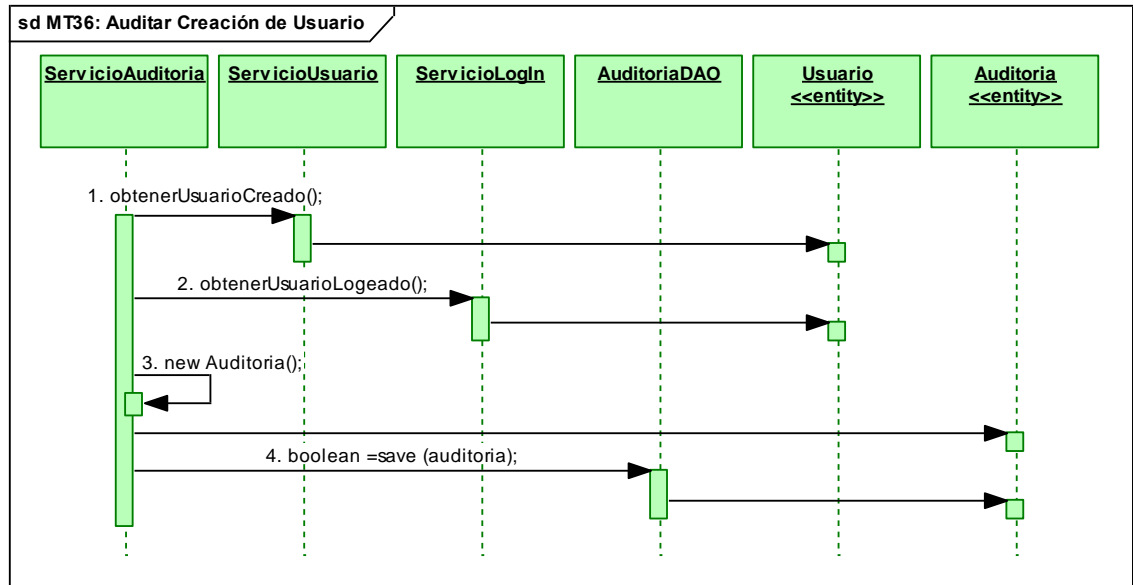 sd MT36: Auditar Creación de Usuario
ServicioAuditoria
ServicioUsuario
ServicioLogIn
AuditoriaDAO
Usuario
<<entity>>
Auditoria
<<entity>>
1. obtenerUsuarioCreado();
2. obtenerUsuarioLogeado();
3. new Auditoria();
4. boolean =save (auditoria);